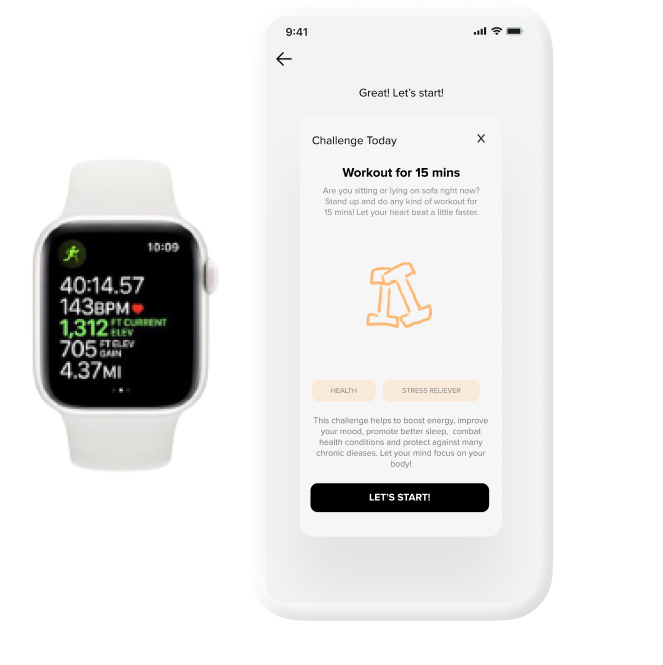 10:09
40:14.57
143BPM
1,312 FT CURRENT ELEV
705 FT ELEV GAIN
4.37MI
9:41
Great! Let's start!
Challenge Today
X
Workout for 15 mins
Are you sitting or lying on sofa right now?
Stand up and do any kind of workout for
15 mins! Let your heart beat a little faster.
HEALTH
STRESS RELIEVER
This challenge helps to boost energy, improve
your mood, promote better sleep, combat
health conditions and protect against many
chronic dieases. Let your mind focus on your
body!
LET'S START!